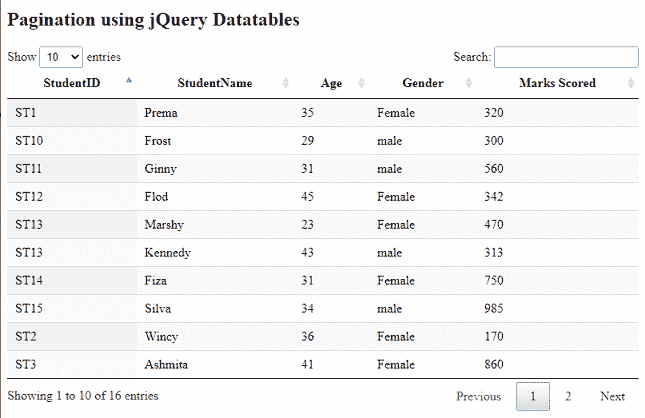 Pagination using jQuery Datatables
Show 10 entries Search:
StudentID StudentName Age Gender Marks Scored
ST1 Prema 35 Female 320
ST10 Frost 29 male 300
ST11 Ginny 31 male 560
ST12 Flod 45 Female 342
ST13 Marshy 23 Female 470
ST13 Kennedy 43 male 313
ST14 Fiza 31 Female 750
ST15 Silva 34 male 985
ST2 Wincy 36 Female 170
ST3 Ashmita 41 Female 860
Showing 1 to 10 of 16 entries Previous 1 2 Next